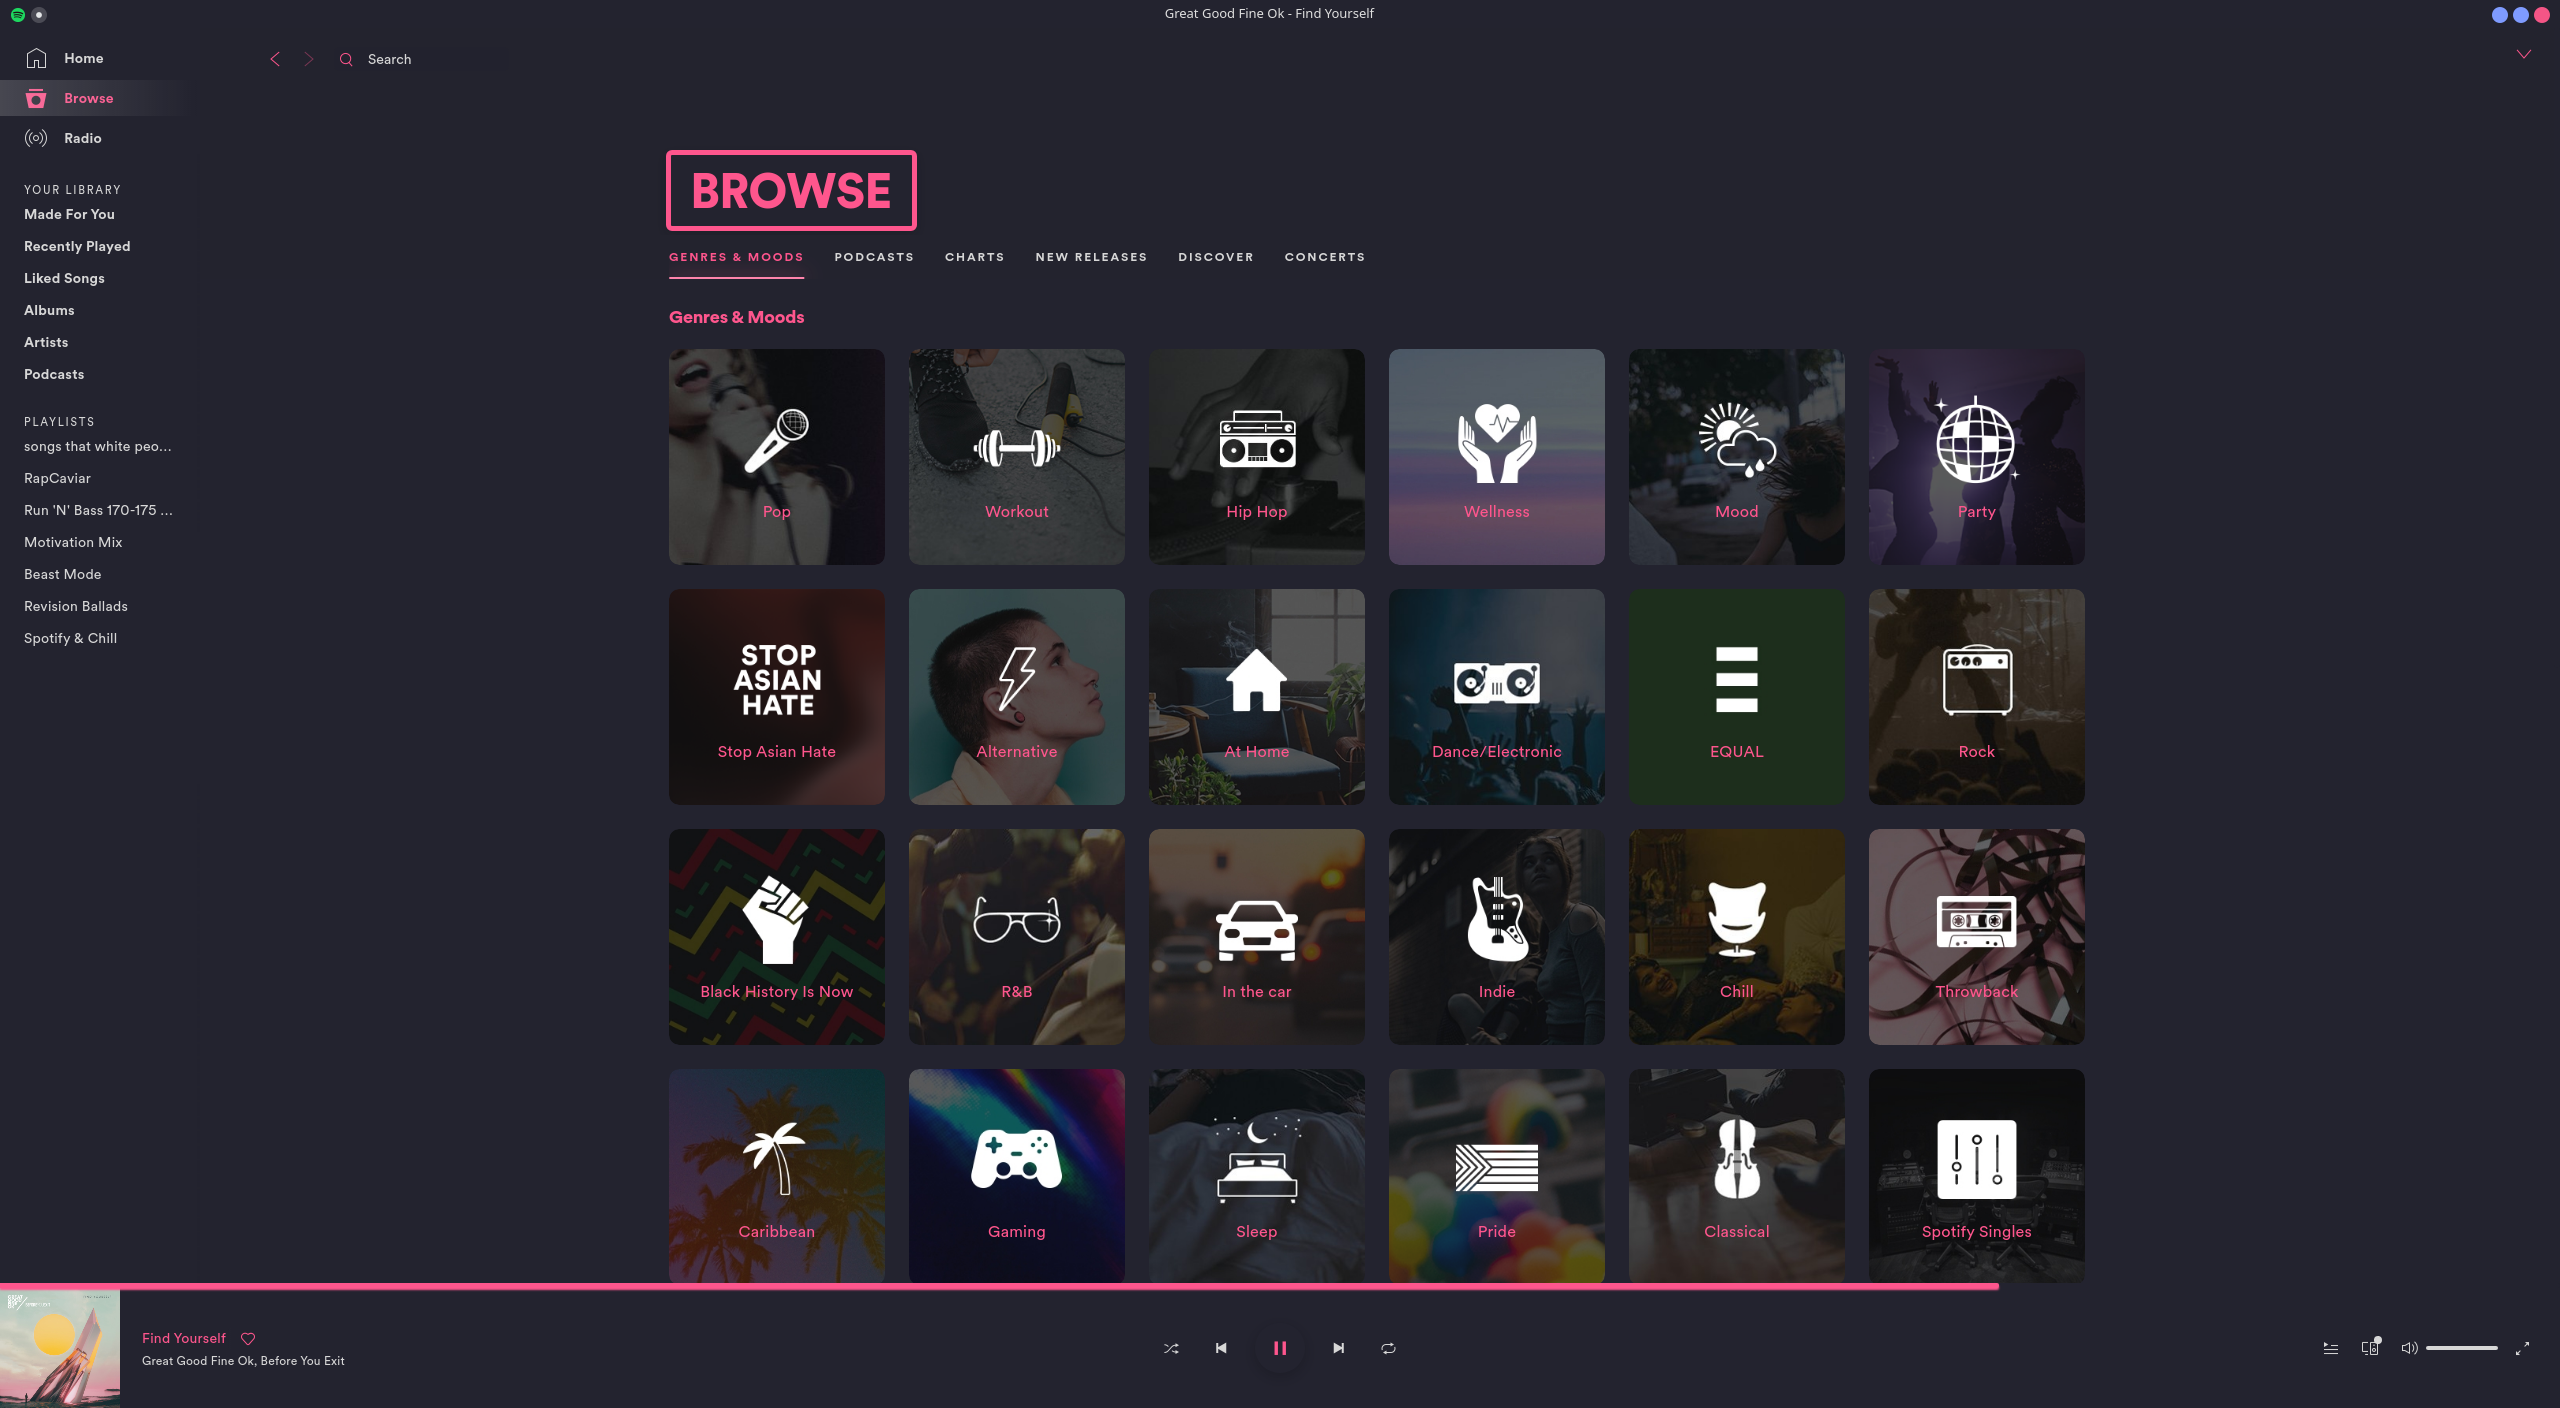 Great Good Fine Ok - Find Yourself
Home
Browse
Radio
YOUR LIBRARY
Made For You
Recently Played
Liked Songs
Albums
Artists
Podcasts
PLAYLISTS
songs that white peo...
RapCaviar
Run 'N' Bass 170-175 ...
Motivation Mix
Beast Mode
Revision Ballads
Spotify & Chill
Search
BROWSE
GENRES & MOODS PODCASTS CHARTS NEW RELEASES DISCOVER CONCERTS
Genres & Moods
Pop Workout Hip Hop Wellness Mood Party
STOP
ASIAN
HATE
Stop Asian Hate Alternative At Home Dance/Electronic EQUAL Rock
Black History Is Now R&B In the car Indie Chill Throwback
Caribbean Gaming Sleep Pride Classical Spotify Singles
Find Yourself
Great Good Fine Ok, Before You Exit